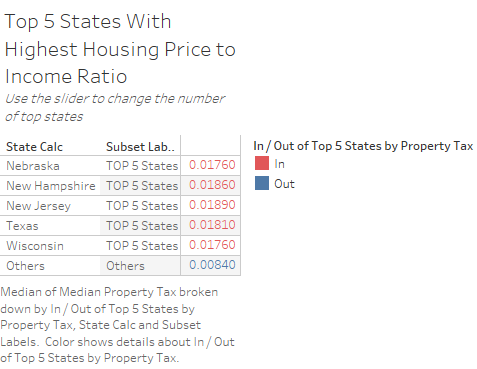 Top 5 States With
Highest Housing Price to
Income Ratio
Use the slider to change the number
of top states
State Calc Subset Lab..
Nebraska TOP 5 States 0.01760
New Hampshire TOP 5 States 0.01860
New Jersey TOP 5 States 0.01890
Texas TOP 5 States 0.01810
Wisconsin TOP 5 States 0.01760
Others Others 0.00840
In / Out of Top 5 States by Property Tax
In
Out
Median of Median Property Tax broken
down by In / Out of Top 5 States by
Property Tax, State Calc and Subset
Labels. Color shows details about In / Out
of Top 5 States by Property Tax.